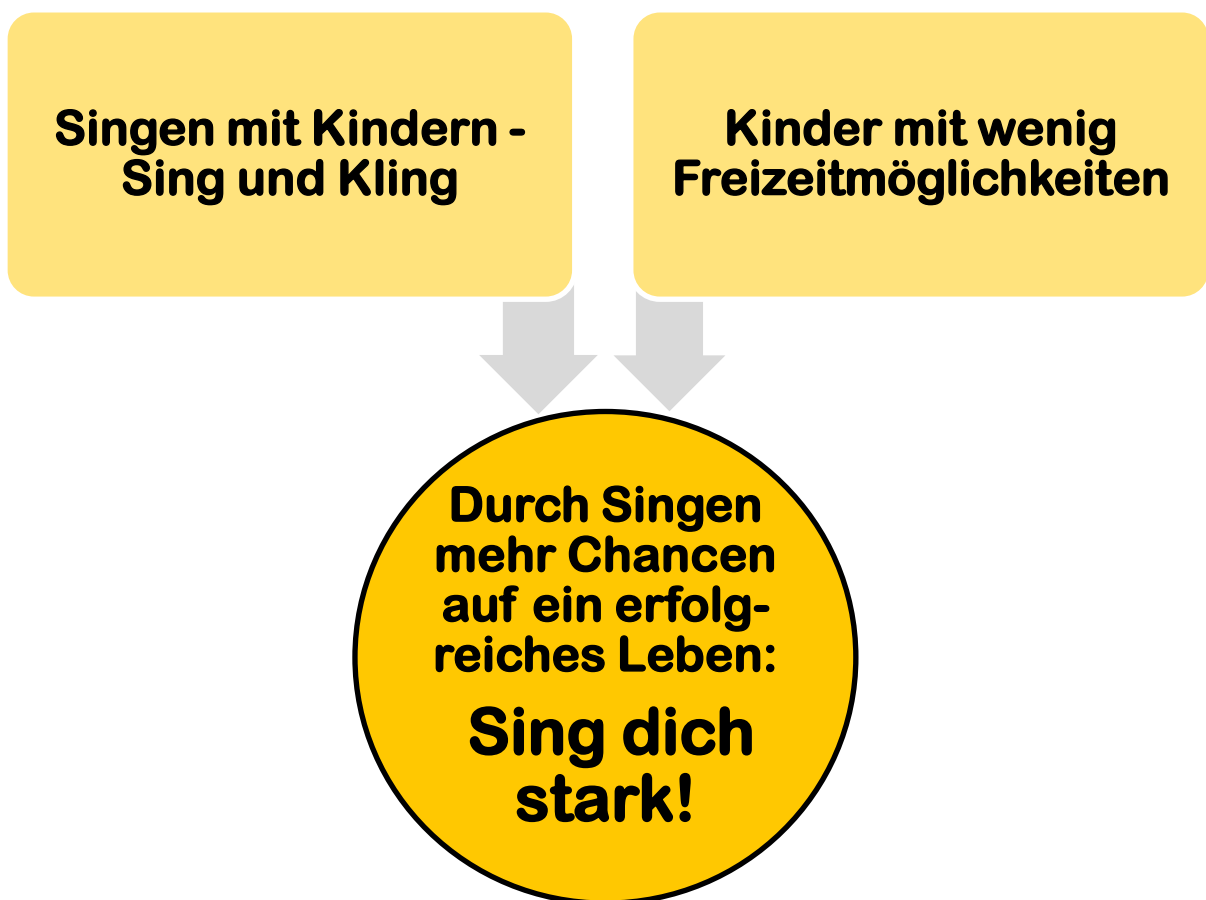 Singen mit Kindern -
Sing und Kling
Kinder mit wenig
Freizeitmöglichkeiten
Durch Singen
mehr Chancen
auf ein erfolg-
reiches Leben:
Sing dich
stark!